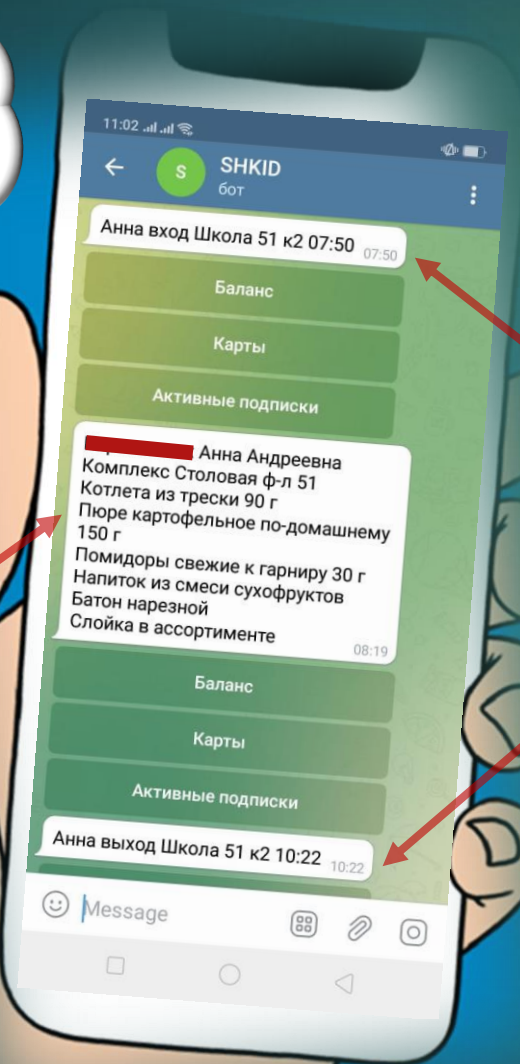 11:02
SHKID
S
бот
Анна вход Школа 51 к2 07:50 07:50
Баланс
Карты
Активные подписки
Анна Андреевна
Комплекс Столовая ф-л 51
Котлета из трески 90 г
Пюре картофельное по-домашнему
150 г
Помидоры свежие к гарниру 30 г
Напиток из смеси сухофруктов
Батон нарезной
Слойка в ассортименте 08:19
Баланс
Карты
Активные подписки
Анна выход Школа 51 к2 10:22 10:22
Message